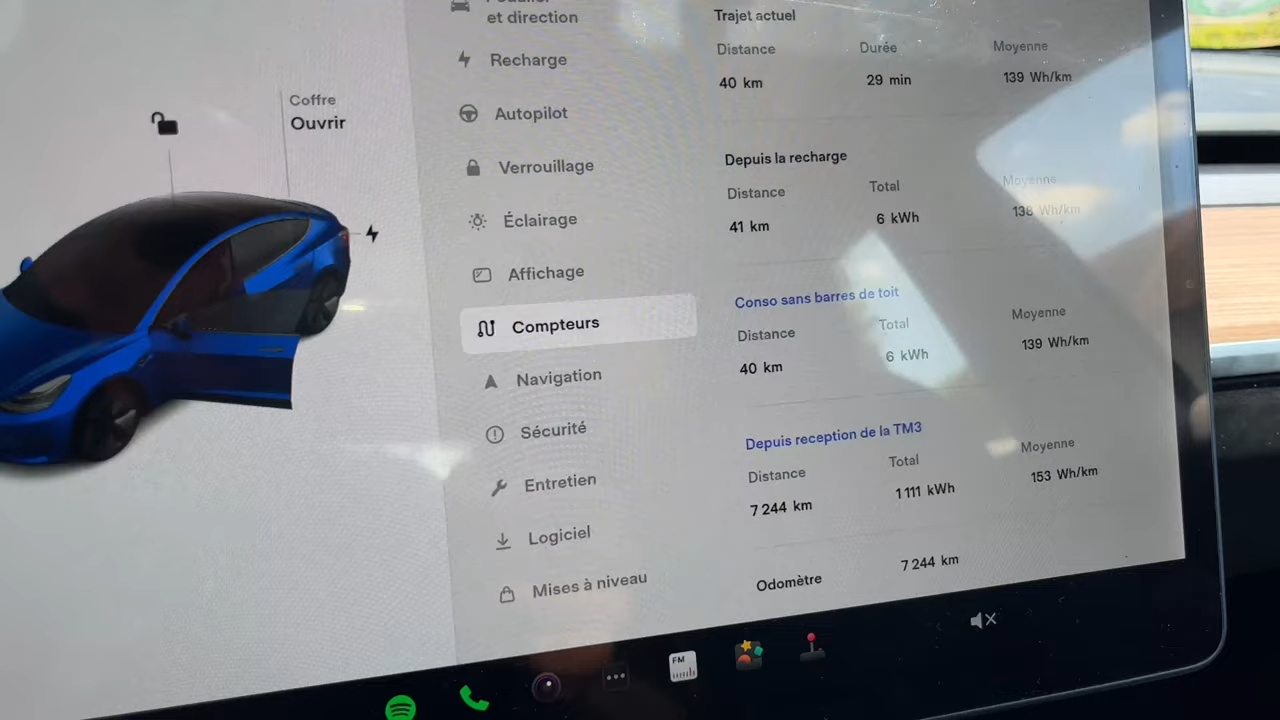 Coffre
Ouvrir
et direction
Recharge
Autopilot
Verrouillage
Éclairage
Affichage
Compteurs
Navigation
Sécurité
Entretien
Logiciel
Mises à niveau
Trajet actuel
Distance Durée Moyenne
40 km 29 min 139 Wh/km
Depuis la recharge
Distance Total Moyenne
41 km 6 kWh 138 Wh/km
Conso sans barres de toit
Distance Total Moyenne
40 km 6 kWh 139 Wh/km
Depuis reception de la TM3
Distance Total Moyenne
7 244 km 1 111 kWh 153 Wh/km
Odomètre 7 244 km
FM